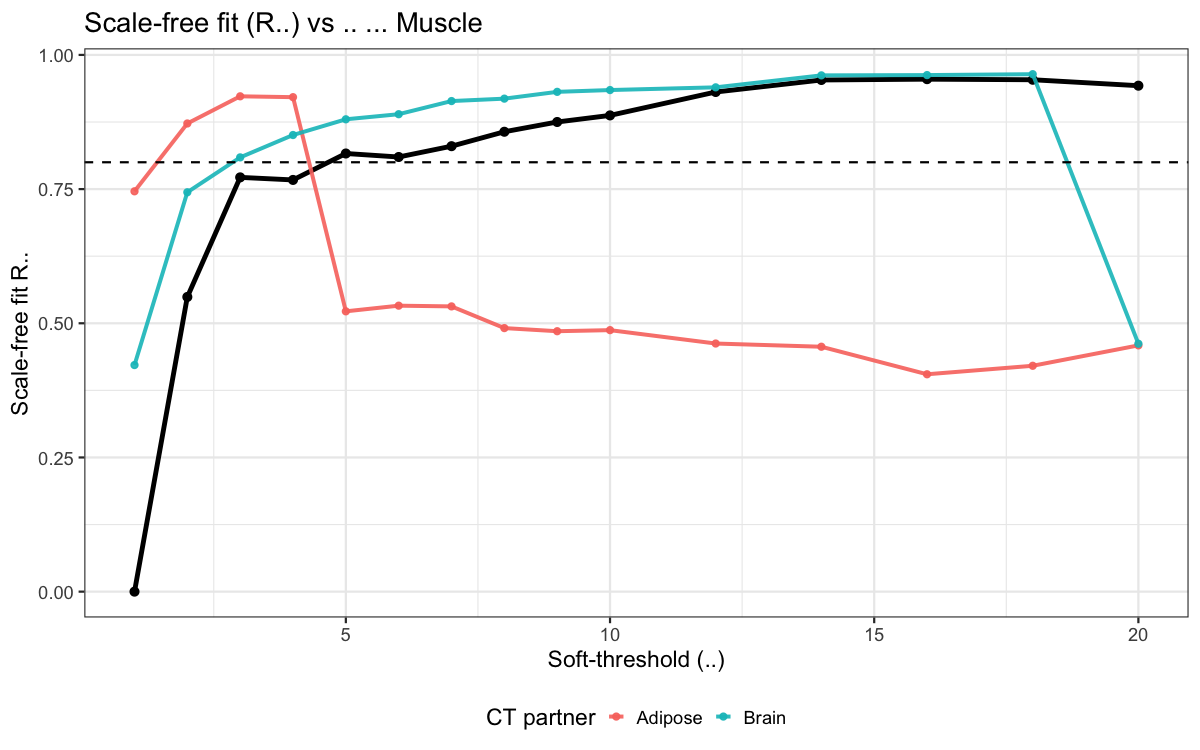 Scale-free fit (R..) vs .. ... Muscle
Scale-free fit R..
1.00
0.75
0.50
0.25
0.00
5
10
15
20
Soft-threshold (..)
CT partner
Adipose
Brain